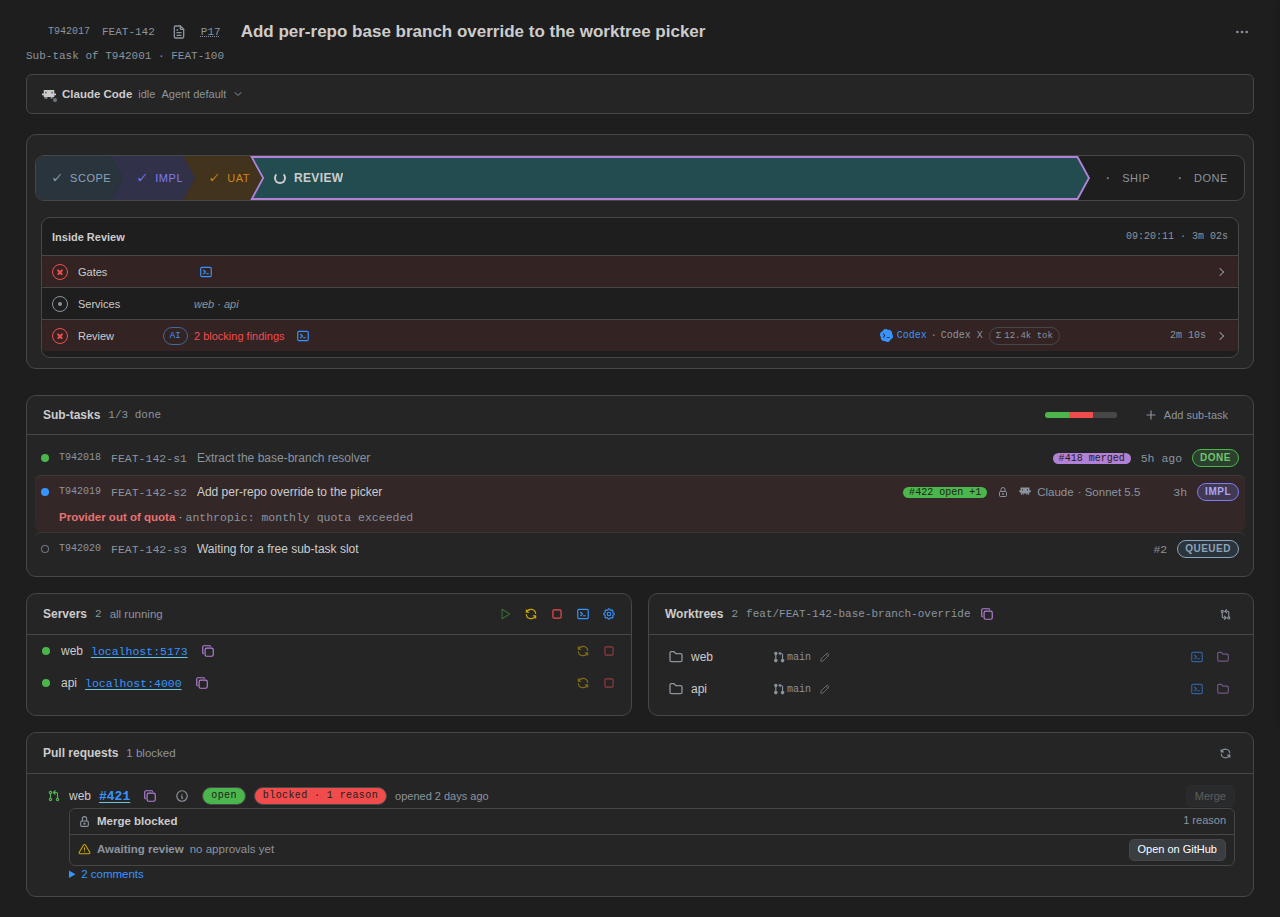 T942017 FEAT-142 P17 Add per-repo base branch override to the worktree picker
Sub-task of T942001 · FEAT-100
Claude Code idle Agent default
SCOPE IMPL UAT REVIEW SHIP DONE
Inside Review 09:20:11 · 3m 02s
Gates
Services web · api
Review AI 2 blocking findings Codex · Codex X Σ 12.4k tok 2m 10s
Sub-tasks 1/3 done Add sub-task
T942018 FEAT-142-s1 Extract the base-branch resolver #418 merged 5h ago DONE
T942019 FEAT-142-s2 Add per-repo override to the picker #422 open +1 Claude · Sonnet 5.5 3h IMPL
Provider out of quota · anthropic: monthly quota exceeded
T942020 FEAT-142-s3 Waiting for a free sub-task slot #2 QUEUED
Servers 2 all running
web localhost:5173
api localhost:4000
Worktrees 2 feat/FEAT-142-base-branch-override
web main
api main
Pull requests 1 blocked
web #421 open blocked · 1 reason opened 2 days ago Merge
Merge blocked 1 reason
Awaiting review no approvals yet Open on GitHub
2 comments